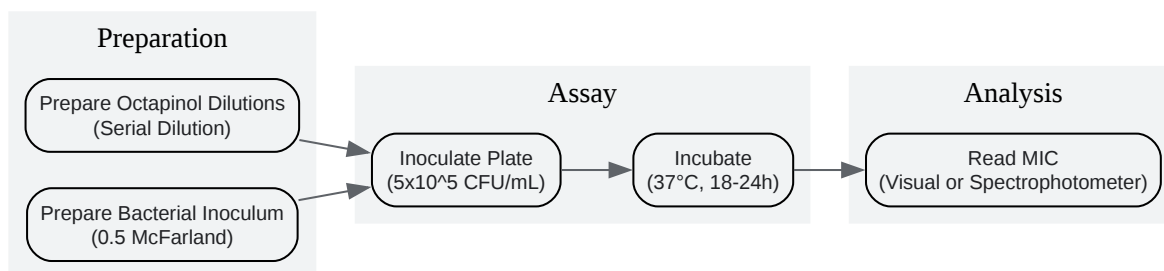 Preparation
Prepare Octapinol Dilutions
(Serial Dilution)
Prepare Bacterial Inoculum
(0.5 McFarland)
Assay
Inoculate Plate
(5x10^5 CFU/mL)
Incubate
(37°C, 18-24h)
Analysis
Read MIC
(Visual or Spectrophotometer)